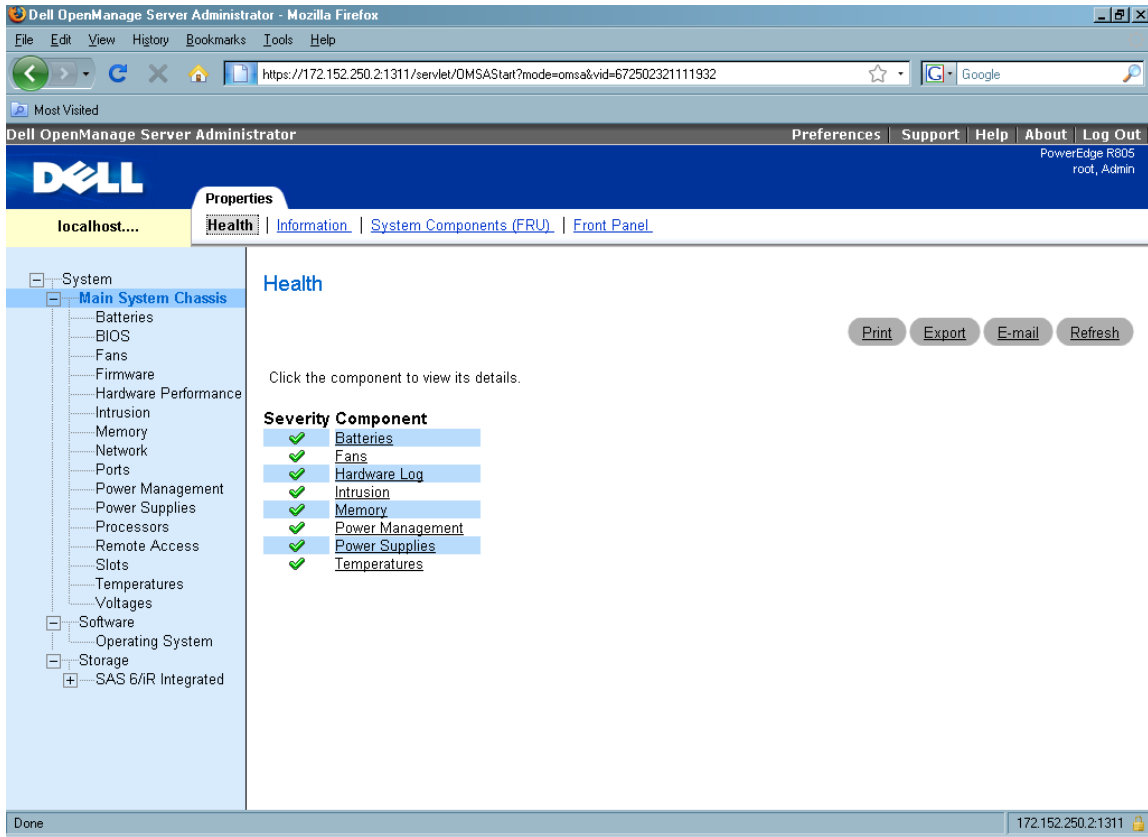 Dell OpenManage Server Administrator - Mozilla Firefox
File Edit View History Bookmarks Tools Help
https://172.152.250.2:1311/servlet/OMSAStart?mode=omsa&vid=672502321111932
G Google
Most Visited
Dell OpenManage Server Administrator
Preferences | Support | Help | About | Log Out
PowerEdge R805
root, Admin
DELL
Properties
localhost....
Health | Information | System Components (FRU) | Front Panel
System
Main System Chassis
Batteries
BIOS
Fans
Firmware
Hardware Performance
Intrusion
Memory
Network
Ports
Power Management
Power Supplies
Processors
Remote Access
Slots
Temperatures
Voltages
Software
Operating System
Storage
SAS 6/iR Integrated
Health
Print Export E-mail Refresh
Click the component to view its details.
Severity Component
Batteries
Fans
Hardware Log
Intrusion
Memory
Power Management
Power Supplies
Temperatures
Done
172.152.250.2:1311